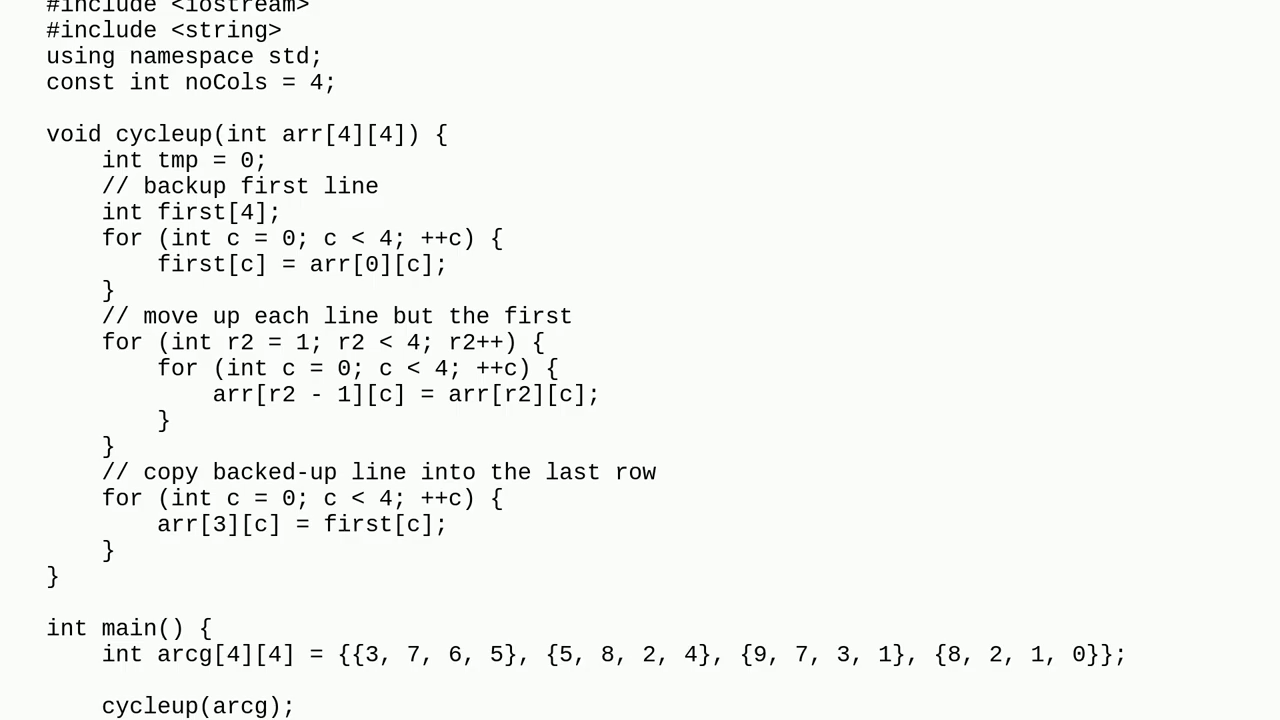 #include <iostream>
#include <string>
using namespace std;
const int noCols = 4;

void cycleup(int arr[4][4]) {
    int tmp = 0;
    // backup first line
    int first[4];
    for (int c = 0; c < 4; ++c) {
        first[c] = arr[0][c];
    }
    // move up each line but the first
    for (int r2 = 1; r2 < 4; r2++) {
        for (int c = 0; c < 4; ++c) {
            arr[r2 - 1][c] = arr[r2][c];
        }
    }
    // copy backed-up line into the last row
    for (int c = 0; c < 4; ++c) {
        arr[3][c] = first[c];
    }
}

int main() {
    int arcg[4][4] = {{3, 7, 6, 5}, {5, 8, 2, 4}, {9, 7, 3, 1}, {8, 2, 1, 0}};

    cycleup(arcg);